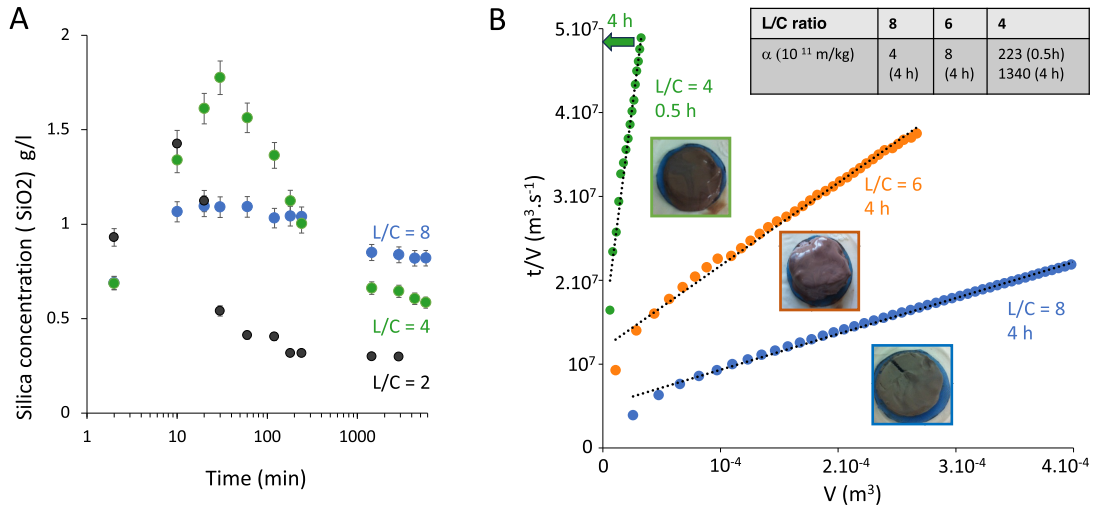 A
Silica concentration ( SiO2) g/l
2
1.5
1
0.5
0
1
10
100
1000
Time (min)
L/C = 8
L/C = 4
L/C = 2
B
t/V (m³.s⁻¹)
5.10⁷
4.10⁷
3.10⁷
2.10⁷
10⁷
0
0
10⁻⁴
2.10⁻⁴
3.10⁻⁴
4.10⁻⁴
V (m³)
4 h
L/C = 4
0.5 h
L/C = 6
4 h
L/C = 8
4 h
L/C ratio 8 6 4
α (10 ¹¹ m/kg) 4 8 223 (0.5h)
(4 h) (4 h) 1340 (4 h)